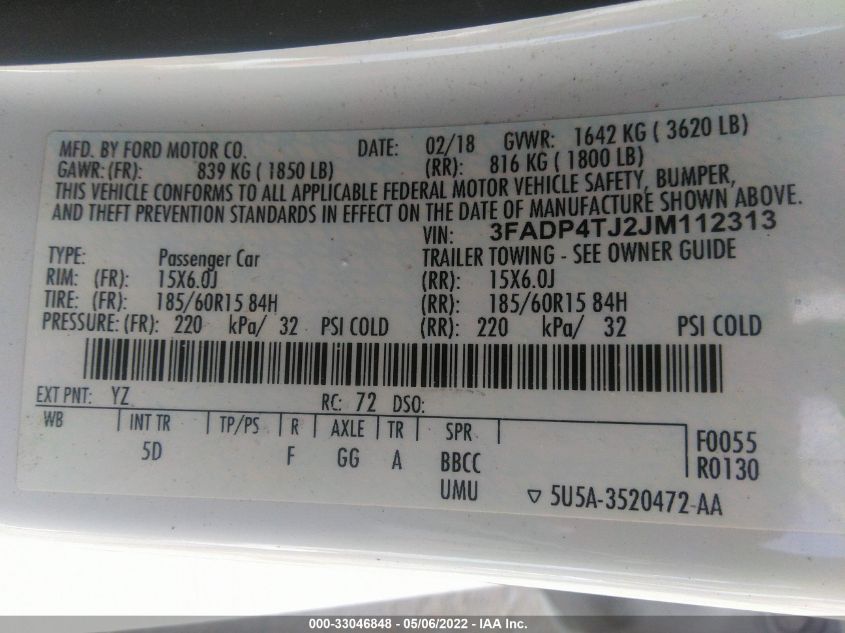 MFD. BY FORD MOTOR CO. DATE: 02/18 GVWR: 1642 KG ( 3620 LB)
GAWR:(FR): 839 KG ( 1850 LB) (RR): 816 KG ( 1800 LB)
THIS VEHICLE CONFORMS TO ALL APPLICABLE FEDERAL MOTOR VEHICLE SAFETY, BUMPER,
AND THEFT PREVENTION STANDARDS IN EFFECT ON THE DATE OF MANUFACTURE SHOWN ABOVE.
VIN: 3FADP4TJ2JM112313
TYPE: Passenger Car TRAILER TOWING - SEE OWNER GUIDE
RIM: (FR): 15X6.0J (RR): 15X6.0J
TIRE: (FR): 185/60R15 84H (RR): 185/60R15 84H
PRESSURE: (FR): 220 kPa/ 32 PSI COLD (RR): 220 kPa/ 32 PSI COLD
EXT PNT: YZ RC: 72 DSO:
WB INT TR TP/PS R AXLE TR SPR F0055
5D F GG A BBCC R0130
UMU ▽ 5U5A-3520472-AA
000-33046848 - 05/06/2022 - IAA Inc.